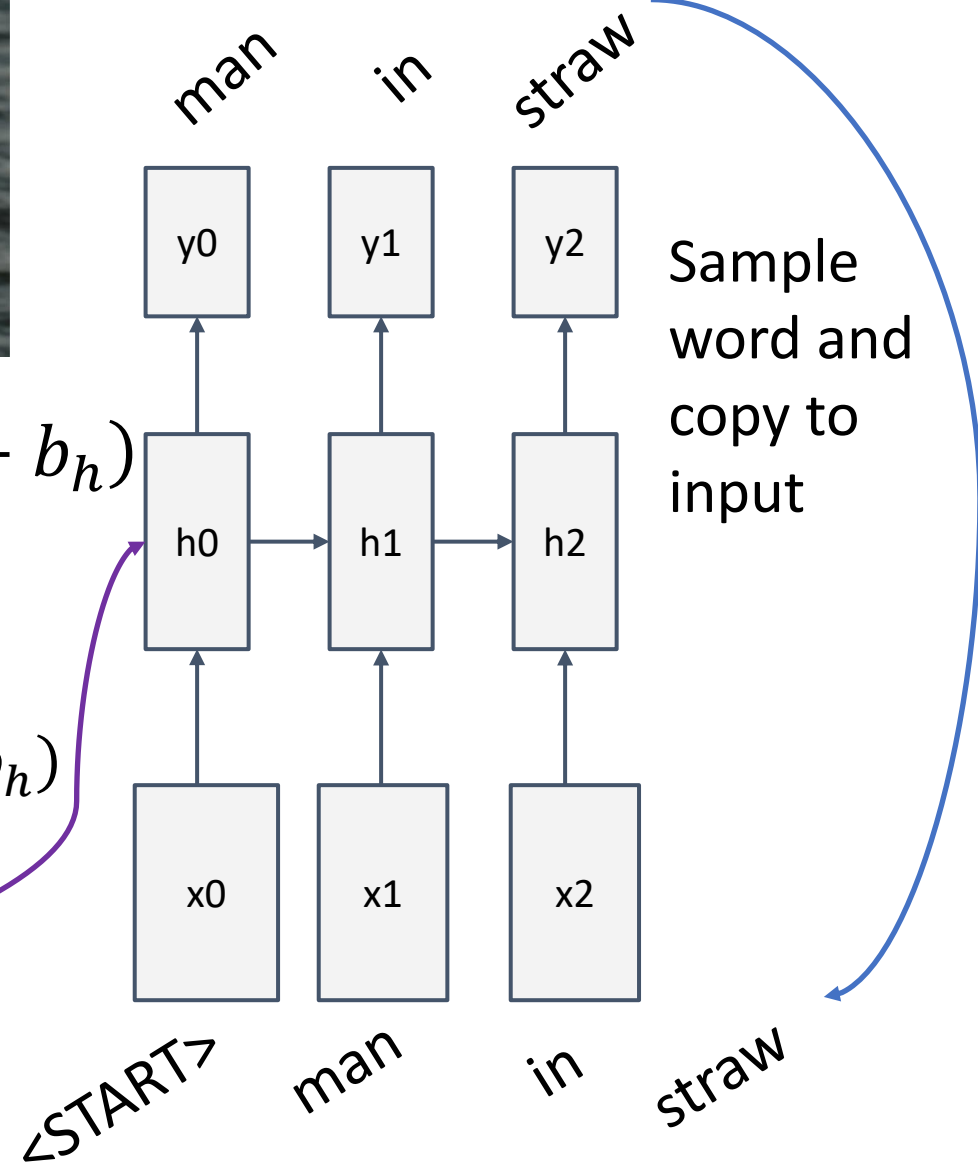 man in straw
y0 y1 y2
Sample
word and
copy to
input
b_h)
h0 h1 h2
_h)
x0 x1 x2
<START> man in straw